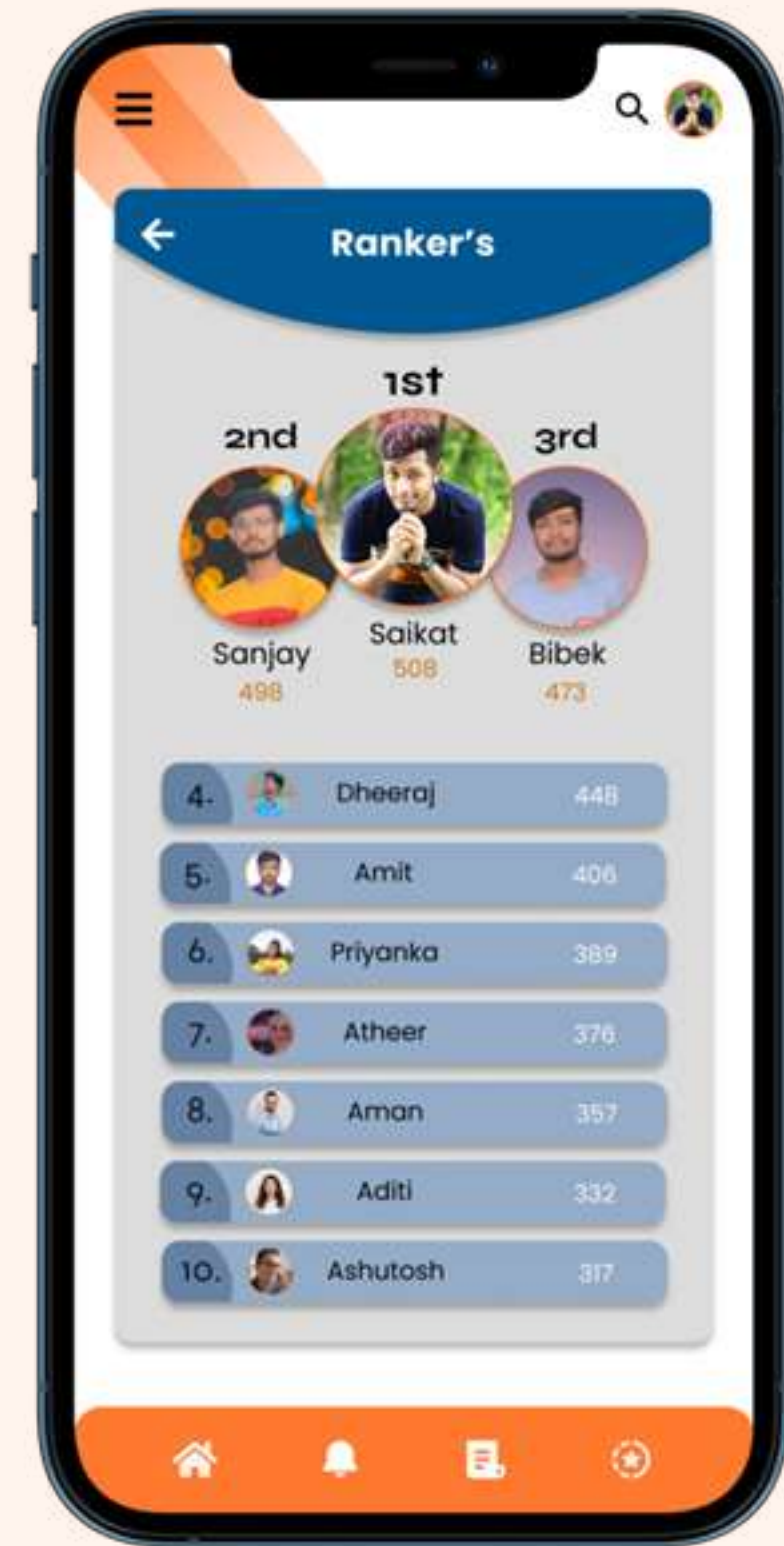 Ranker's
1st
2nd
3rd
Saikat
508
Sanjay
498
Bibek
473
4. Dheeraj 448
5. Amit 406
6. Priyanka 389
7. Atheer 376
8. Aman 357
9. Aditi 332
10. Ashutosh 317